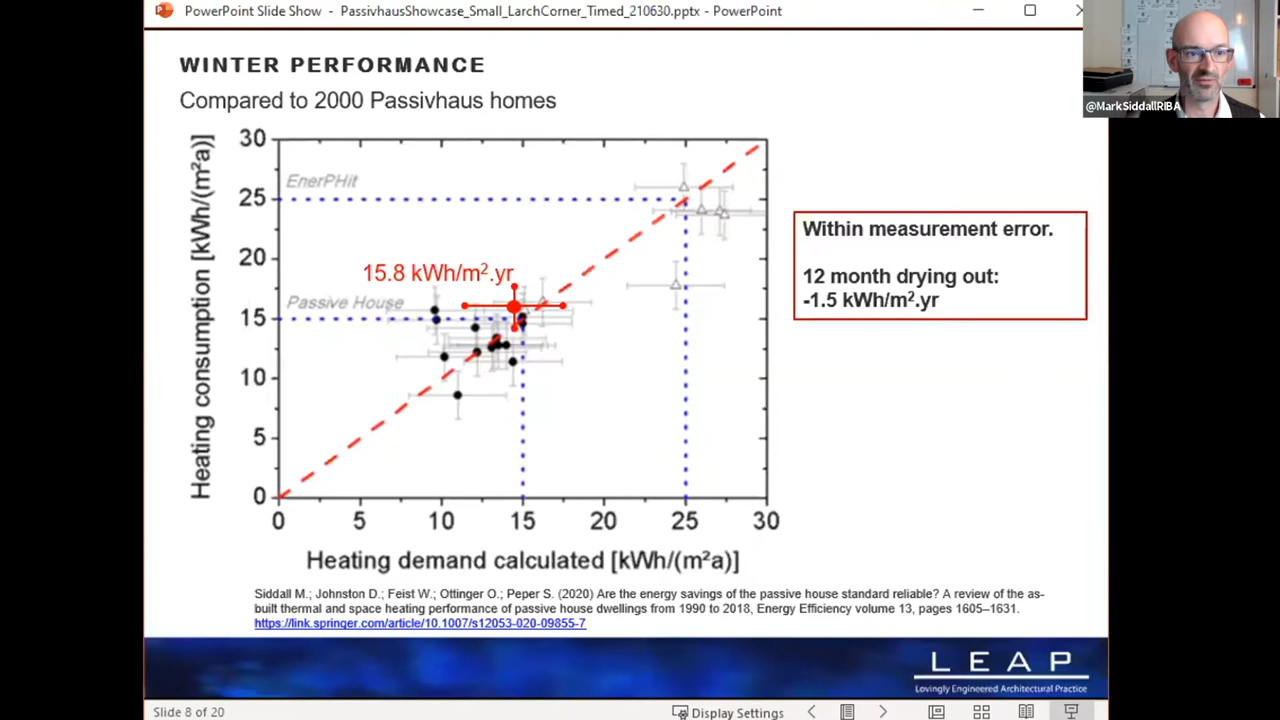 PowerPoint Slide Show - PassivhausShowcase_Small_LarchCorner_Timed_210630.pptx - PowerPoint
@MarkSiddallRIBA
WINTER PERFORMANCE
Compared to 2000 Passivhaus homes
Heating consumption [kWh/(m²a)]
30
25
20
15
10
5
0
EnerPHit
15.8 kWh/m².yr
Passive House
0 5 10 15 20 25 30
Heating demand calculated [kWh/(m²a)]
Within measurement error.
12 month drying out:
-1.5 kWh/m².yr
Siddall M.; Johnston D.; Feist W.; Ottinger O.; Peper S. (2020) Are the energy savings of the passive house standard reliable? A review of the as-
built thermal and space heating performance of passive house dwellings from 1990 to 2018, Energy Efficiency volume 13, pages 1605–1631.
https://link.springer.com/article/10.1007/s12053-020-09855-7
LEAP
Lovingly Engineered Architectural Practice
Slide 8 of 20
Display Settings